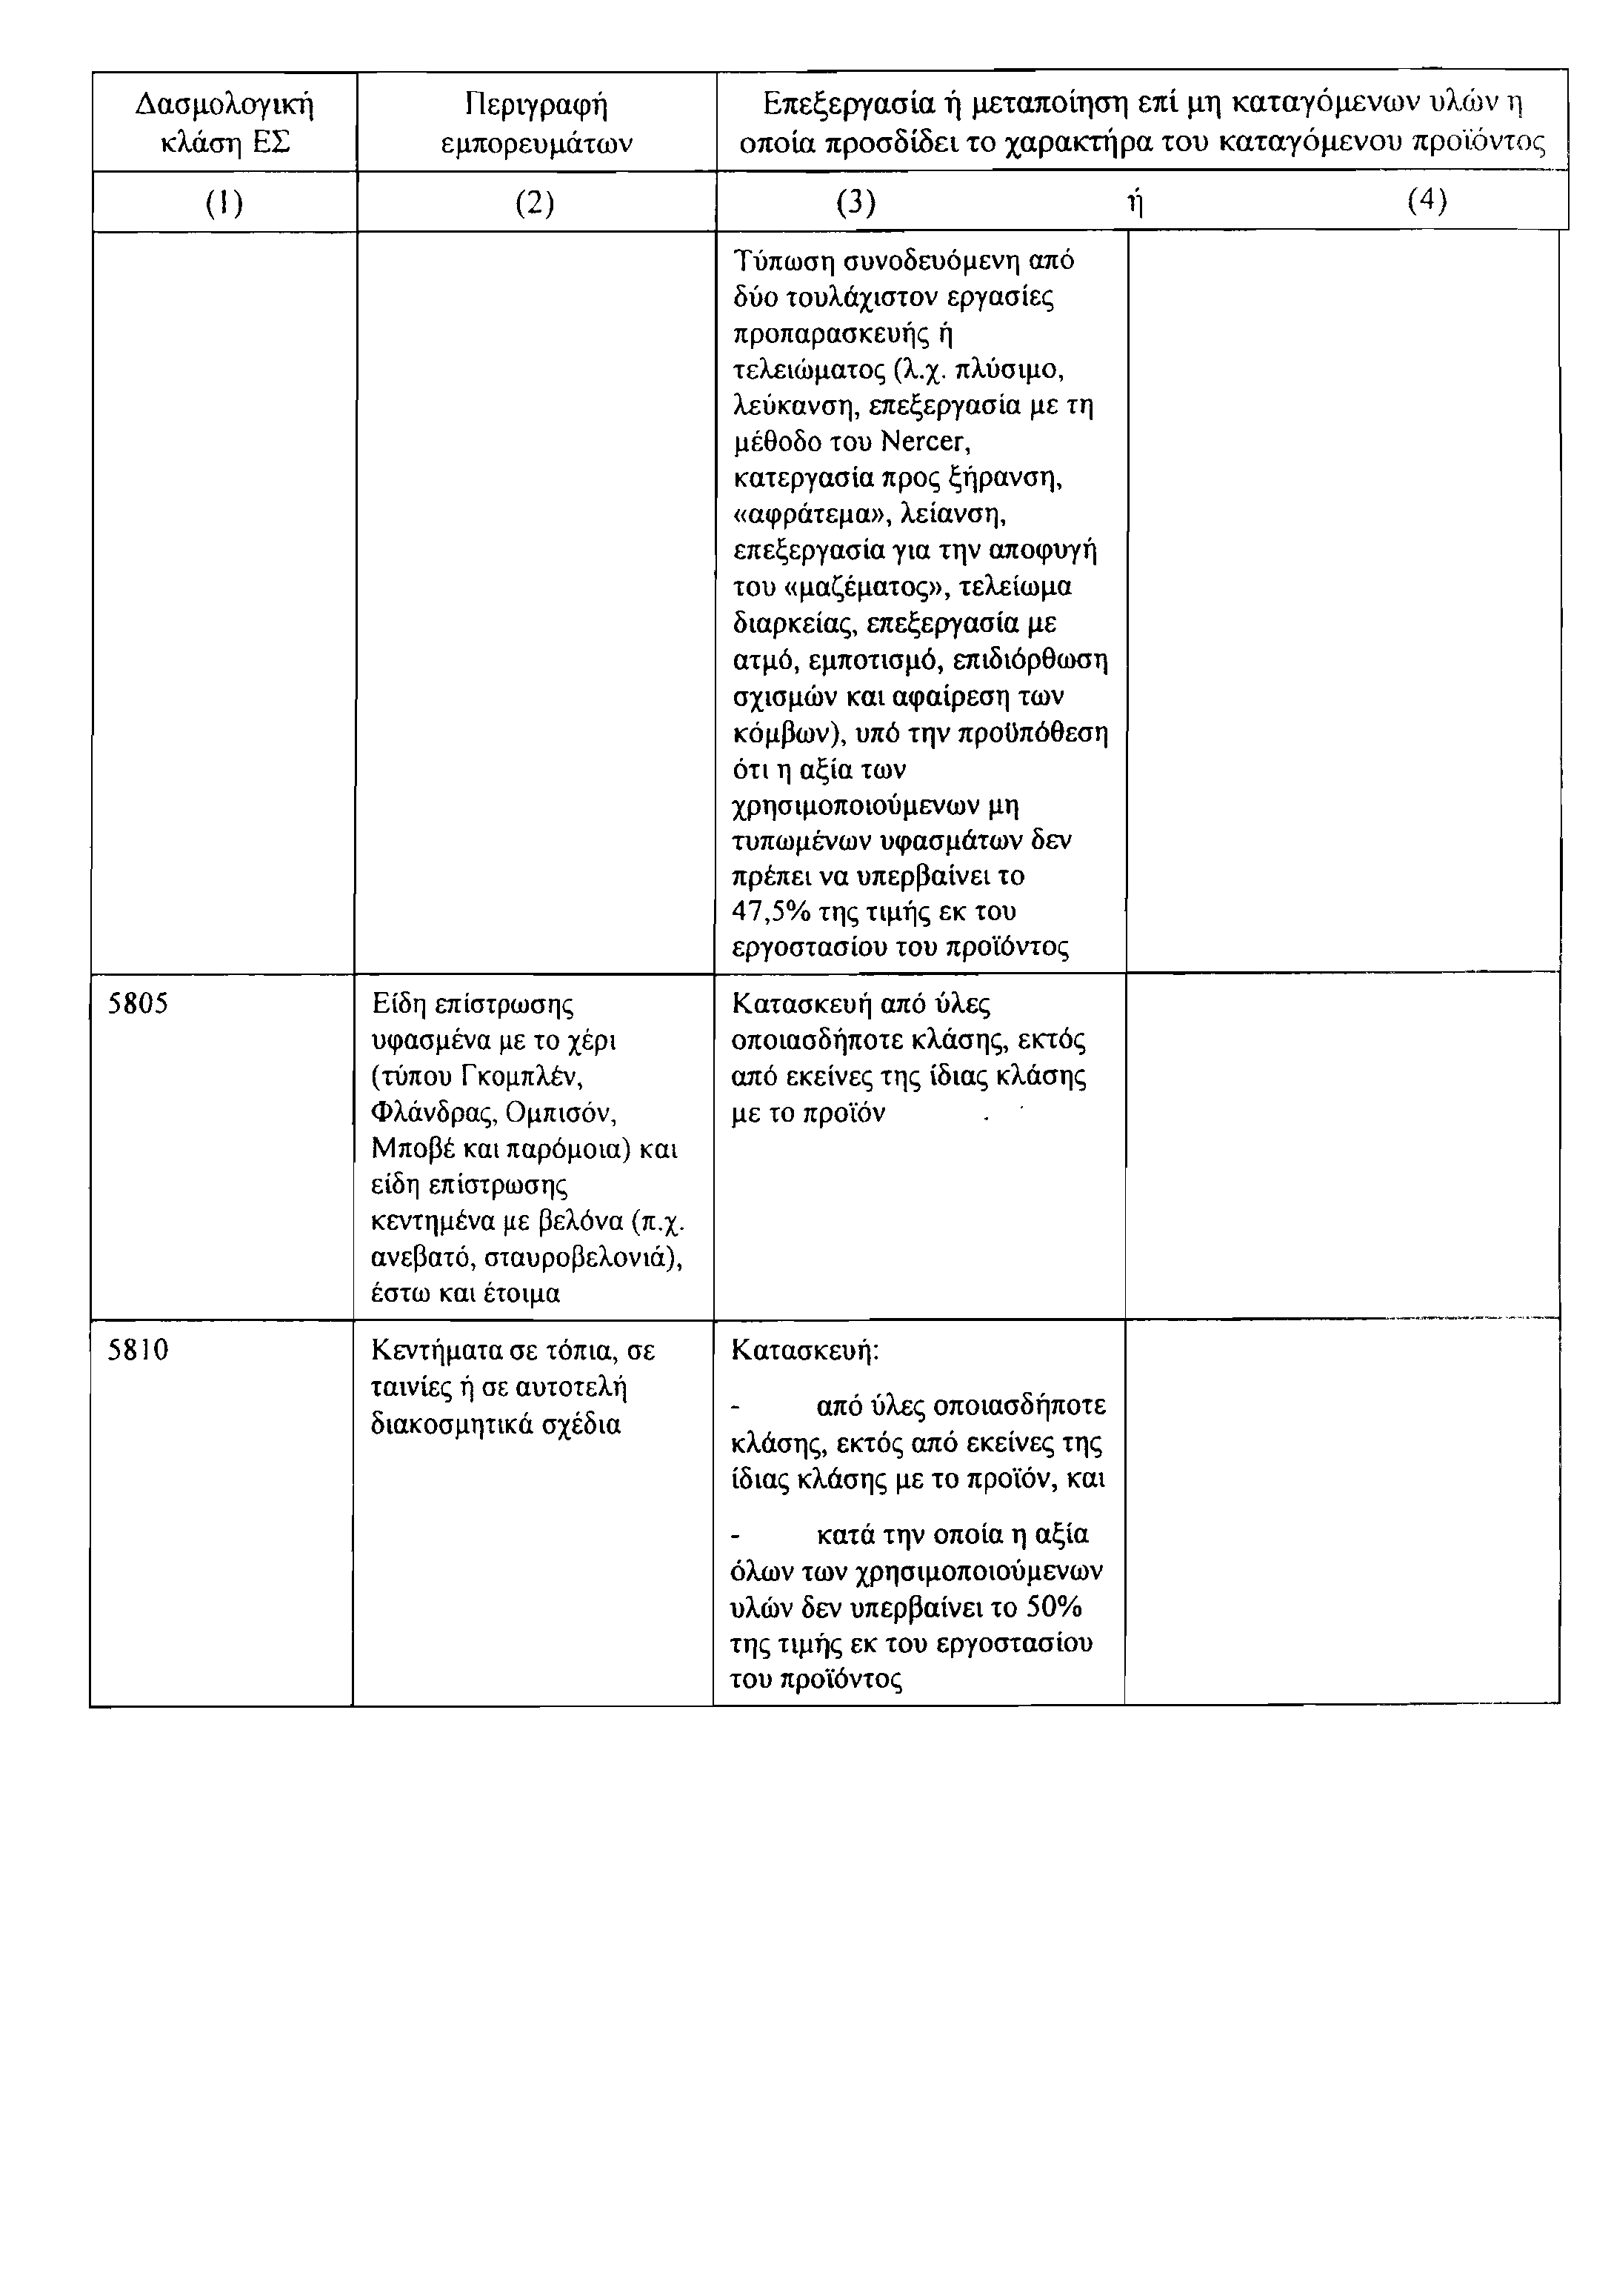 Δασμολογική
κλάση ΕΣ
Περιγραφή
εμπορευμάτων
Επεξεργασία ή μεταποίηση επί μη καταγόμενων υλών η
οποία προσδίδει το χαρακτήρα του καταγόμενου προϊόντος
(1)
(2)
(3)
ή
(4)
Τύπωση συνοδευόμενη από
δύο τουλάχιστον εργασίες
προπαρασκευής ή
τελειώματος (λ.χ. πλύσιμο,
λεύκανση, επεξεργασία με τη
μέθοδο του Nercer,
κατεργασία προς ξήρανση,
«αφράτεμα», λείανση,
επεξεργασία για την αποφυγή
του «μαζέματος», τελείωμα
διαρκείας, επεξεργασία με
ατμό, εμποτισμό, επιδιόρθωση
σχισμών και αφαίρεση των
κόμβων), υπό την προϋπόθεση
ότι η αξία των
χρησιμοποιούμενων μη
τυπωμένων υφασμάτων δεν
πρέπει να υπερβαίνει το
47,5% της τιμής εκ του
εργοστασίου του προϊόντος
5805
Είδη επίστρωσης
υφασμένα με το χέρι
(τύπου Γκομπλέν,
Φλάνδρας, Ομπισόν,
Μποβέ και παρόμοια) και
είδη επίστρωσης
κεντημένα με βελόνα (π.χ.
ανεβατό, σταυροβελονιά),
έστω και έτοιμα
Κατασκευή από ύλες
οποιασδήποτε κλάσης, εκτός
από εκείνες της ίδιας κλάσης
με το προϊόν
5810
Κεντήματα σε τόπια, σε
ταινίες ή σε αυτοτελή
διακοσμητικά σχέδια
Κατασκευή:
- από ύλες οποιασδήποτε
κλάσης, εκτός από εκείνες της
ίδιας κλάσης με το προϊόν, και
- κατά την οποία η αξία
όλων των χρησιμοποιούμενων
υλών δεν υπερβαίνει το 50%
της τιμής εκ του εργοστασίου
του προϊόντος